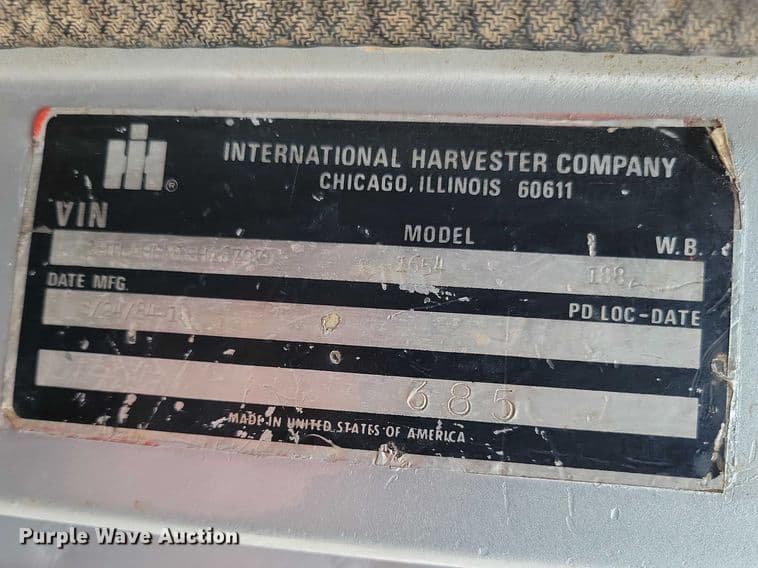 IH
®
INTERNATIONAL HARVESTER COMPANY
CHICAGO, ILLINOIS 60611
VIN
MODEL
W.B.
1654
188
DATE MFG.
PD LOC-DATE
685
MADE IN UNITED STATES OF AMERICA
Purple Wave Auction